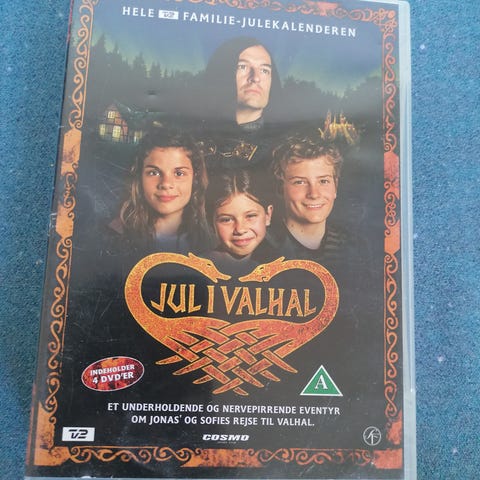 HELE TV2 FAMILIE-JULEKALENDEREN
JUL I VALHAL
INDEHOLDER
4 DVD'ER
A
ET UNDERHOLDENDE OG NERVEPIRRENDE EVENTYR
OM JONAS' OG SOFIES REJSE TIL VALHAL.
TV2
COSMO
SF